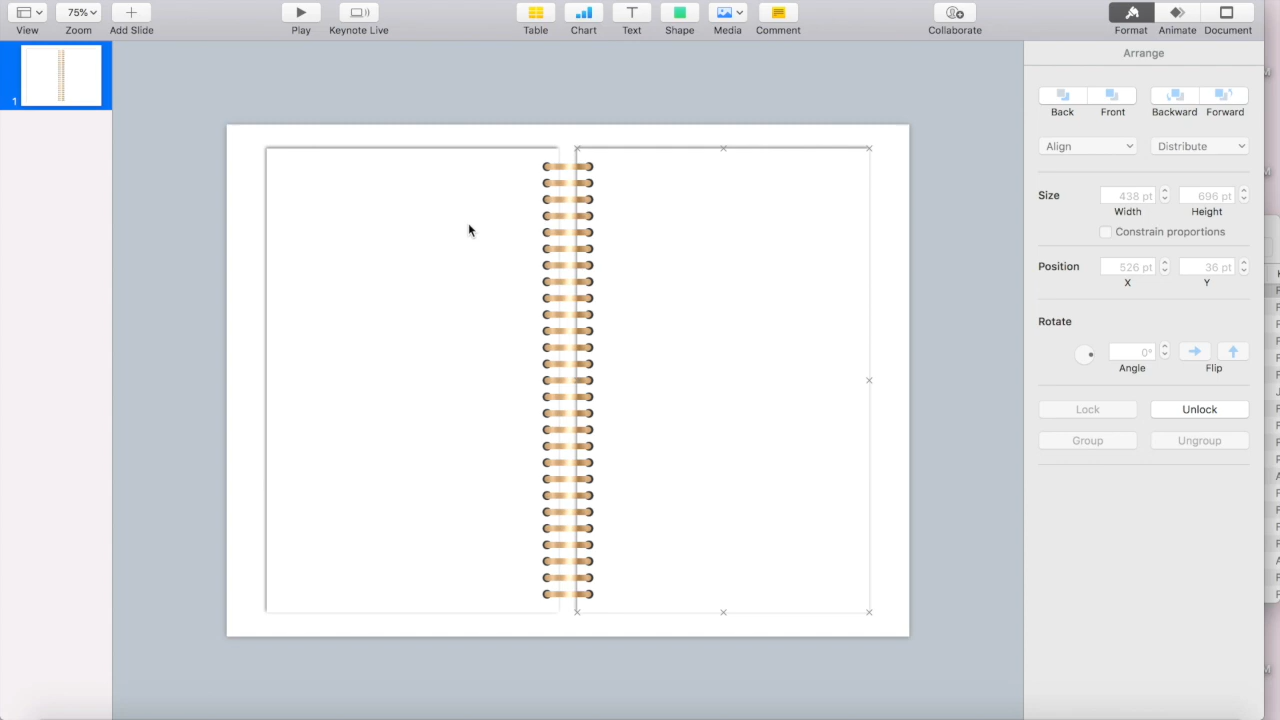 75%
View Zoom Add Slide Play Keynote Live Table Chart Text Shape Media Comment Collaborate Format Animate Document
Arrange
1
Back Front Backward Forward
Align Distribute
Size 438 pt 696 pt
Width Height
Constrain proportions
Position 526 pt 36 pt
X Y
Rotate
0°
Angle Flip
Lock Unlock
Group Ungroup